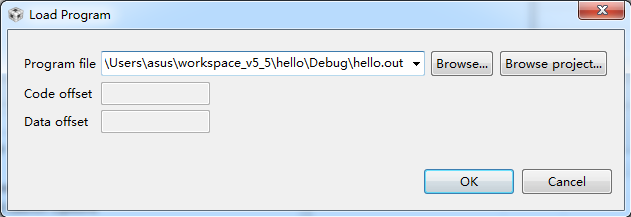 Load Program
Program file \Users\asus\workspace_v5_5\hello\Debug\hello.out Browse... Browse project...
Code offset
Data offset
OK Cancel